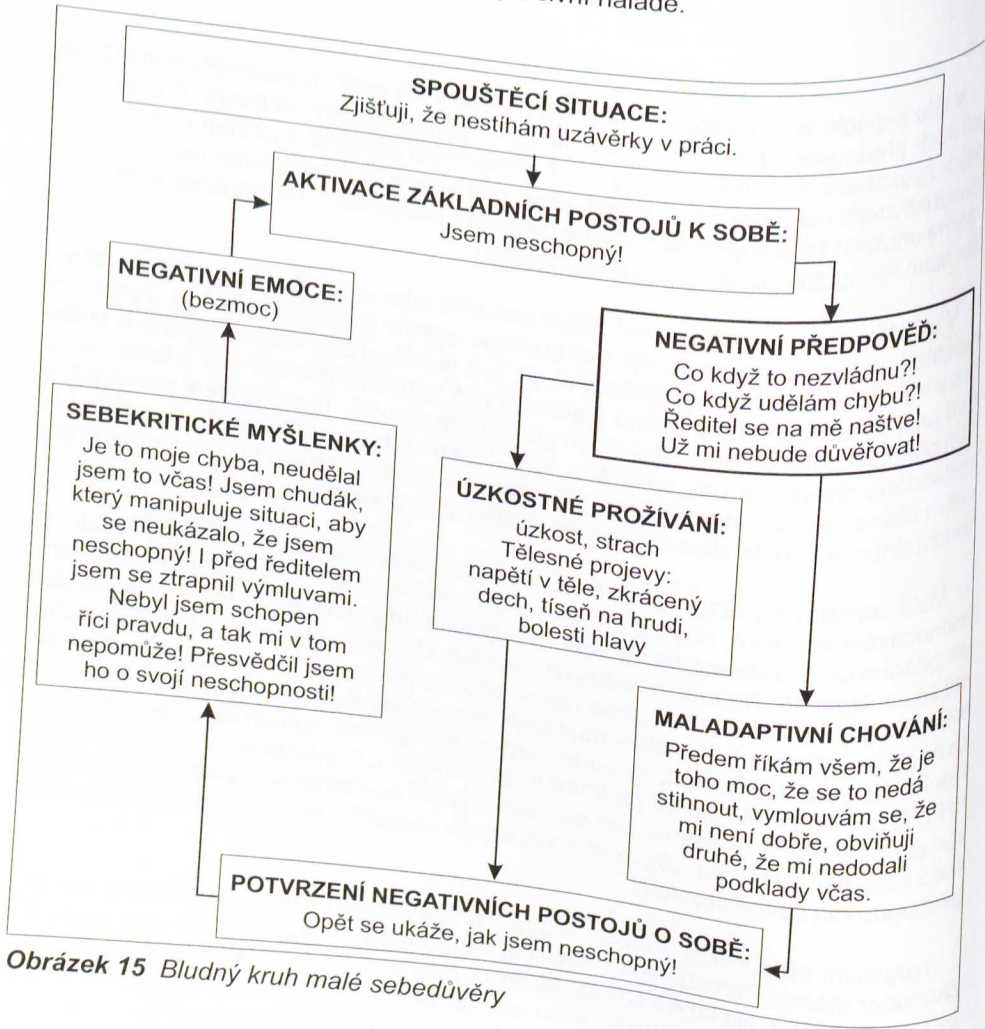 náladě.
SPOUŠTĚCÍ SITUACE:
Zjišťuji, že nestíhám uzávěrky v práci.
AKTIVACE ZÁKLADNÍCH POSTOJŮ K SOBĚ:
Jsem neschopný!
NEGATIVNÍ EMOCE:
(bezmoc)
NEGATIVNÍ PŘEDPOVĚĎ:
Co když to nezvládnu?!
Co když udělám chybu?!
Ředitel se na mě naštve!
Už mi nebude důvěřovat!
SEBEKRITICKÉ MYŠLENKY:
Je to moje chyba, neudělal
jsem to včas! Jsem chudák,
který manipuluje situaci, aby
se neukázalo, že jsem
neschopný! I před ředitelem
jsem se ztrapnil výmluvami.
Nebyl jsem schopen
říci pravdu, a tak mi v tom
nepomůže! Přesvědčil jsem
ho o svojí neschopnosti!
ÚZKOSTNÉ PROŽÍVÁNÍ:
úzkost, strach
Tělesné projevy:
napětí v těle, zkrácený
dech, tíseň na hrudi,
bolesti hlavy
MALADAPTIVNÍ CHOVÁNÍ:
Předem říkám všem, že je
toho moc, že se to nedá
stihnout, vymlouvám se, že
mi není dobře, obviňuji
druhé, že mi nedodali
podklady včas.
POTVRZENÍ NEGATIVNÍCH POSTOJŮ O SOBĚ:
Opět se ukáže, jak jsem neschopný!
Obrázek 15 Bludný kruh malé sebedůvěry